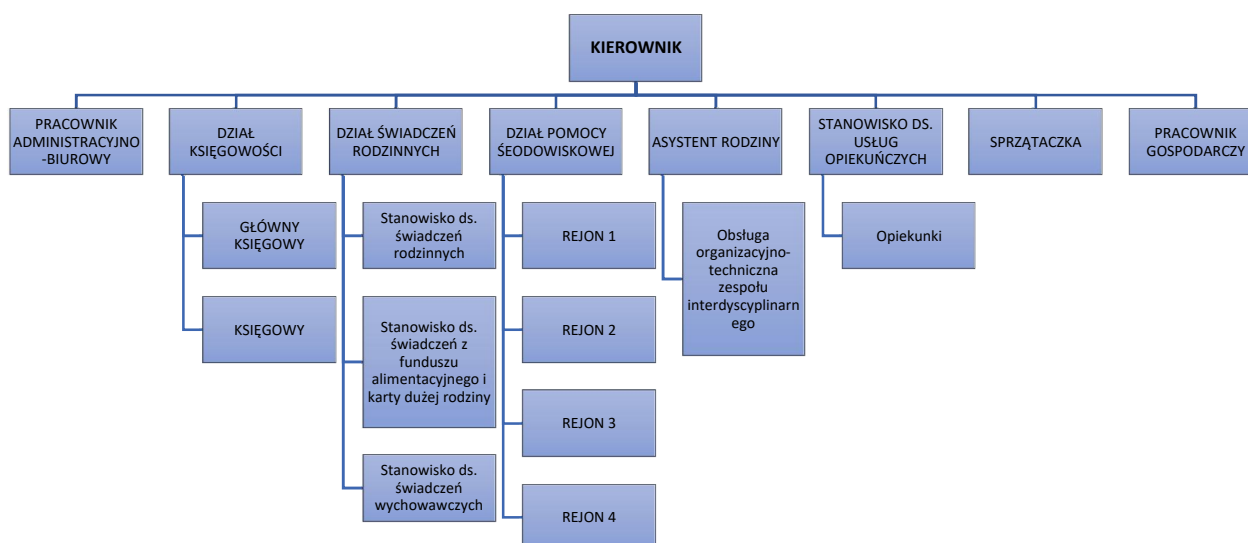 KIEROWNIK
PRACOWNIK
ADMINISTRACYJNO
-BIUROWY
DZIAŁ
KSIĘGOWOŚCI
DZIAŁ ŚWIADCZEŃ
RODZINNYCH
DZIAŁ POMOCY
ŚEODOWISKOWEJ
ASYSTENT RODZINY
STANOWISKO DS.
USŁUG
OPIEKUŃCZYCH
SPRZĄTACZKA
PRACOWNIK
GOSPODARCZY
GŁÓWNY
KSIĘGOWY
KSIĘGOWY
Stanowisko ds.
świadczeń
rodzinnych
Stanowisko ds.
świadczeń z
funduszu
alimentacyjnego i
karty dużej rodziny
Stanowisko ds.
świadczeń
wychowawczych
REJON 1
REJON 2
REJON 3
REJON 4
Obsługa
organizacyjno-
techniczna
zespołu
interdyscyplinarn
ego
Opiekunki